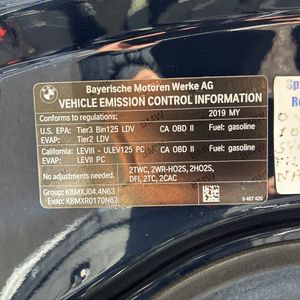 Bayerische Motoren Werke AG
VEHICLE EMISSION CONTROL INFORMATION
Conforms to regulations: 2019 MY
U.S. EPA: Tier3 Bin125 LDV CA OBD II Fuel: gasoline
EVAP: Tier2 LDV
California: LEVIII - ULEV125 PC CA OBD II Fuel: gasoline
EVAP: LEVII PC
No adjustments needed. 2TWC, 2WR-HO2S, 2HO2S,
DFI, 2TC, 2CAC
Group: KBMXJ04.4N63
Evap: KBMXR0170N63
9 487 426